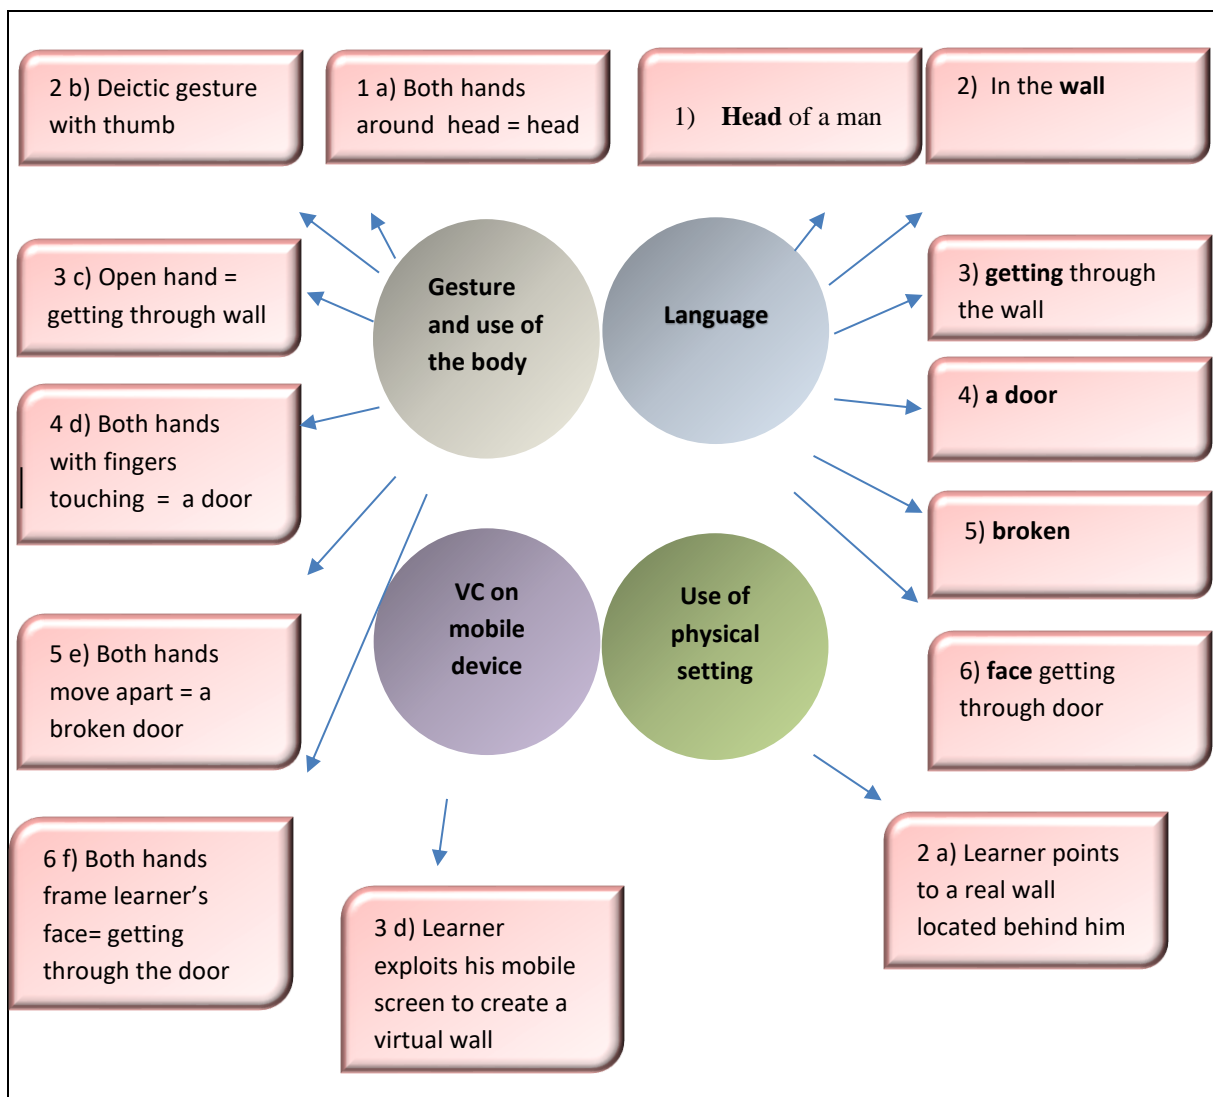 2 b) Deictic gesture
with thumb
1 a) Both hands
around head = head
1) Head of a man
2) In the wall
3 c) Open hand =
getting through wall
Gesture
and use of
the body
Language
3) getting through
the wall
4) a door
4 d) Both hands
with fingers
touching = a door
5) broken
5 e) Both hands
move apart = a
broken door
VC on
mobile
device
Use of
physical
setting
6) face getting
through door
6 f) Both hands
frame learner’s
face= getting
through the door
3 d) Learner
exploits his mobile
screen to create a
virtual wall
2 a) Learner points
to a real wall
located behind him